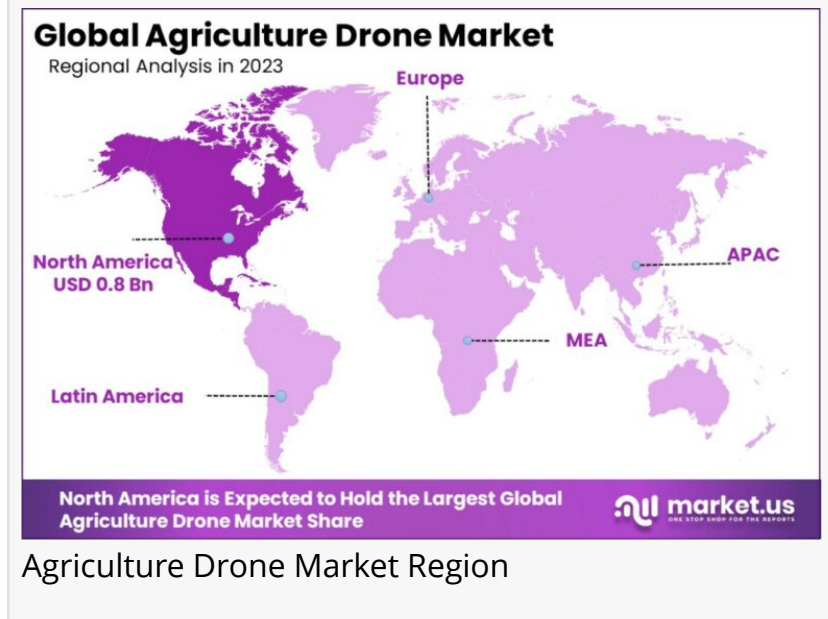 Global Agriculture Drone Market
Regional Analysis in 2023
Europe
North America
USD 0.8 Bn
APAC
MEA
Latin America
North America is Expected to Hold the Largest Global
Agriculture Drone Market Share
market.us
ONE STOP SHOP FOR THE REPORTS
Agriculture Drone Market Region